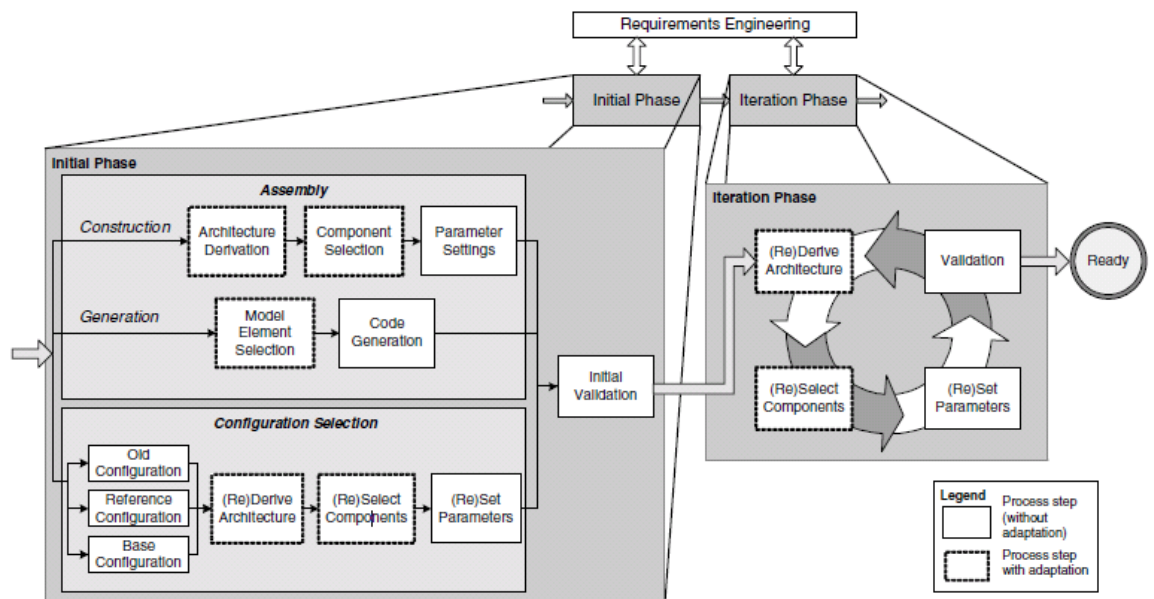 Requirements Engineering
Initial Phase
Iteration Phase
Initial Phase
Assembly
Construction
Architecture
Derivation
Component
Selection
Parameter
Settings
Generation
Model
Element
Selection
Code
Generation
Initial
Validation
Configuration Selection
Old
Configuration
Reference
Configuration
Base
Configuration
(Re)Derive
Architecture
(Re)Select
Components
(Re)Set
Parameters
Iteration Phase
(Re)Derive
Architecture
Validation
(Re)Select
Components
(Re)Set
Parameters
Ready
Legend
Process step
(without
adaptation)
Process step
with adaptation